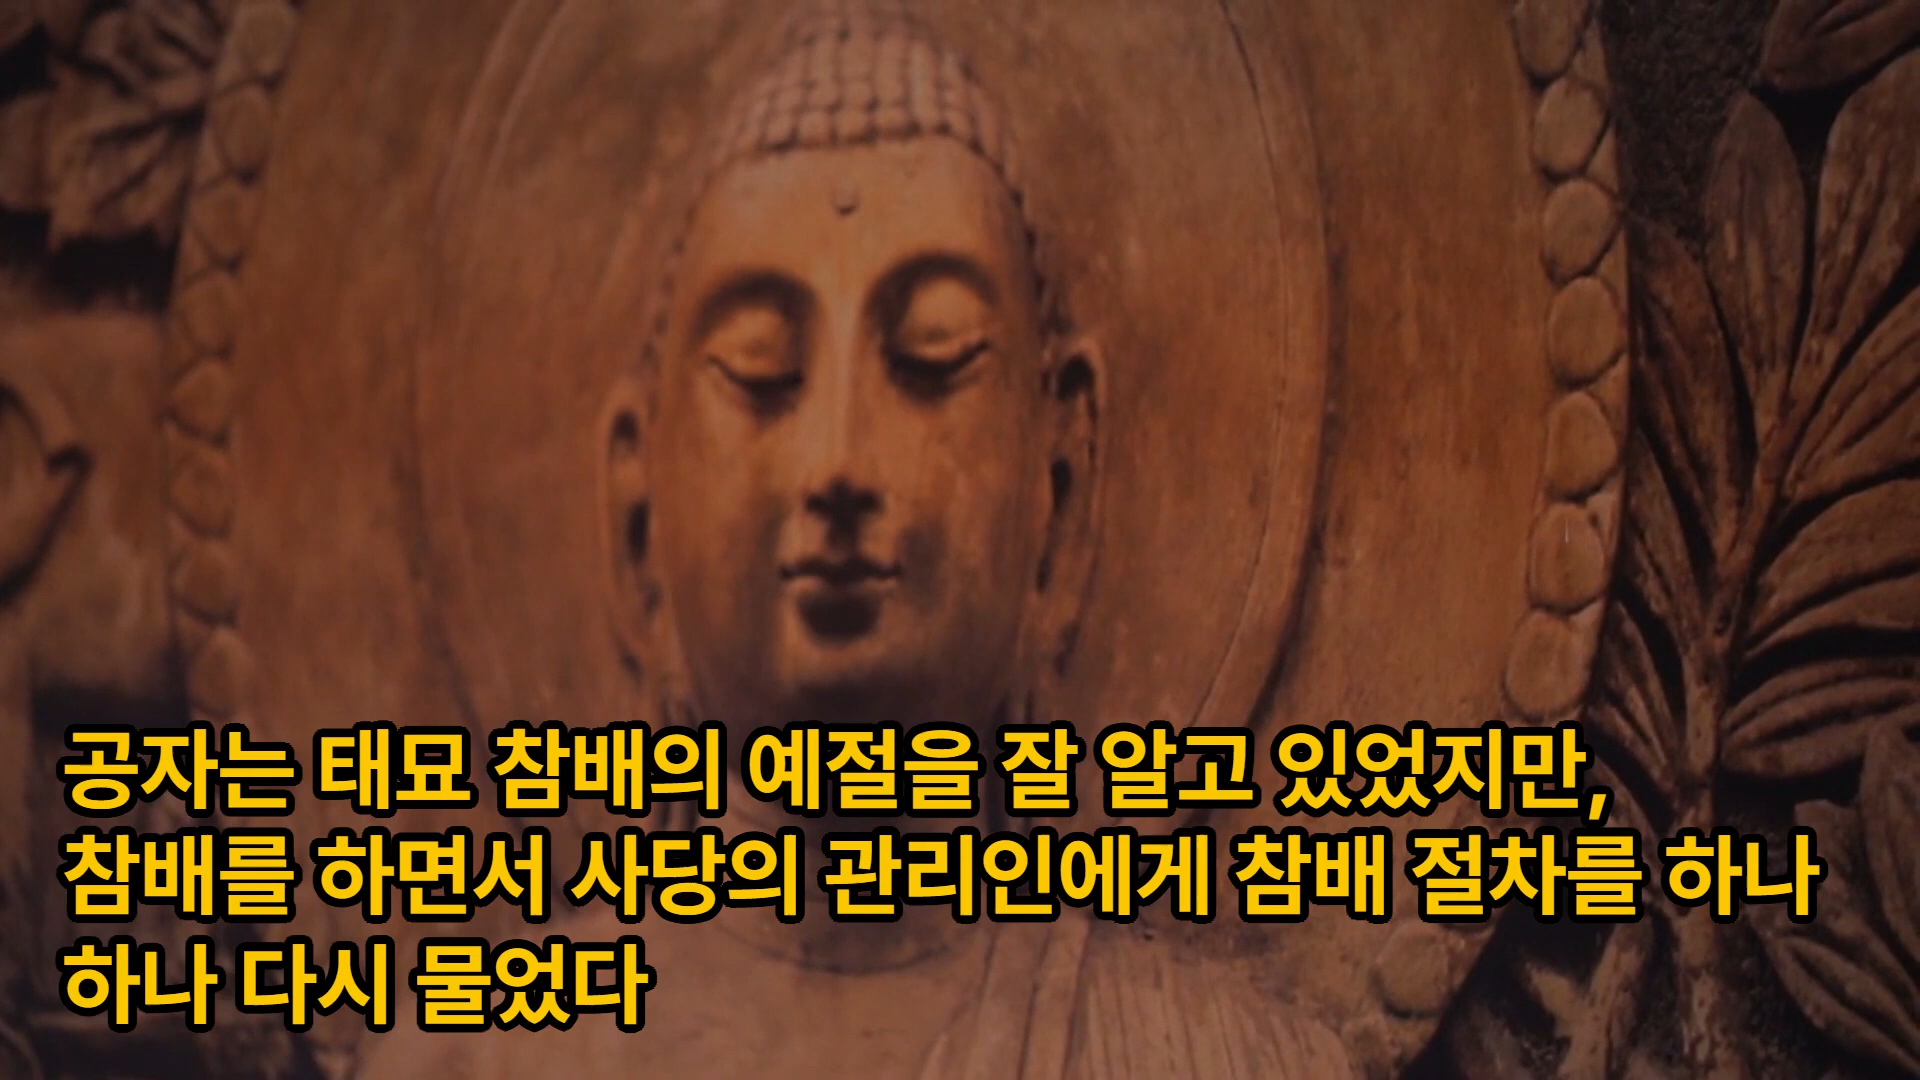 공자는 태묘 참배의 예절을 잘 알고 있었지만,
참배를 하면서 사당의 관리인에게 참배 절차를 하나
하나 다시 물었다